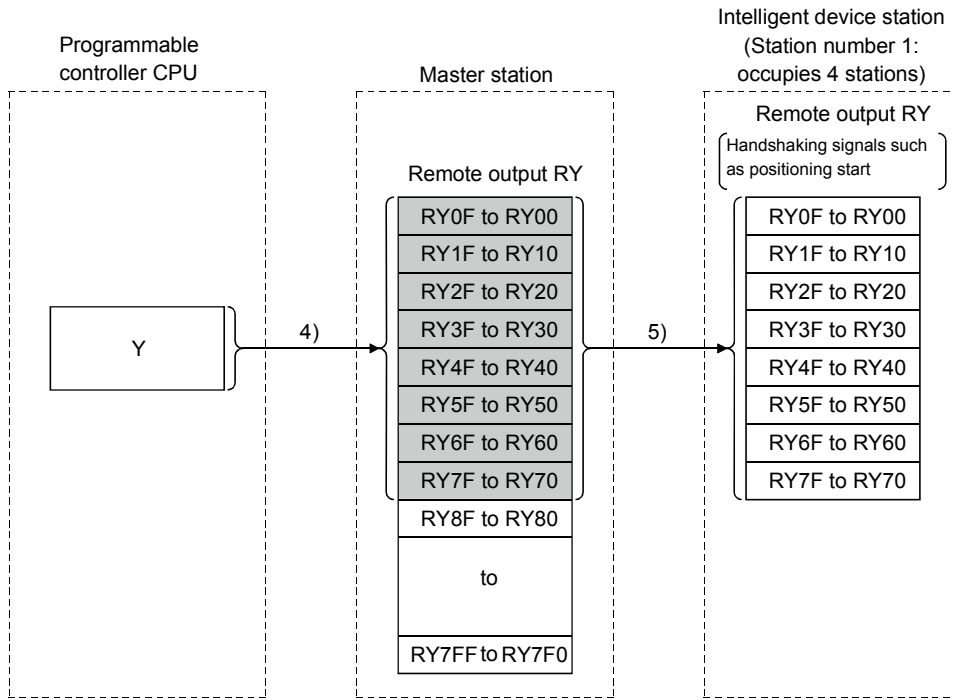 Programmable
controller CPU
Y
4)
Master station
Remote output RY
RY0F to RY00
RY1F to RY10
RY2F to RY20
RY3F to RY30
RY4F to RY40
RY5F to RY50
RY6F to RY60
RY7F to RY70
RY8F to RY80
to
RY7FF to RY7F0
5)
Intelligent device station
(Station number 1:
occupies 4 stations)
Remote output RY
Handshaking signals such
as positioning start
RY0F to RY00
RY1F to RY10
RY2F to RY20
RY3F to RY30
RY4F to RY40
RY5F to RY50
RY6F to RY60
RY7F to RY70